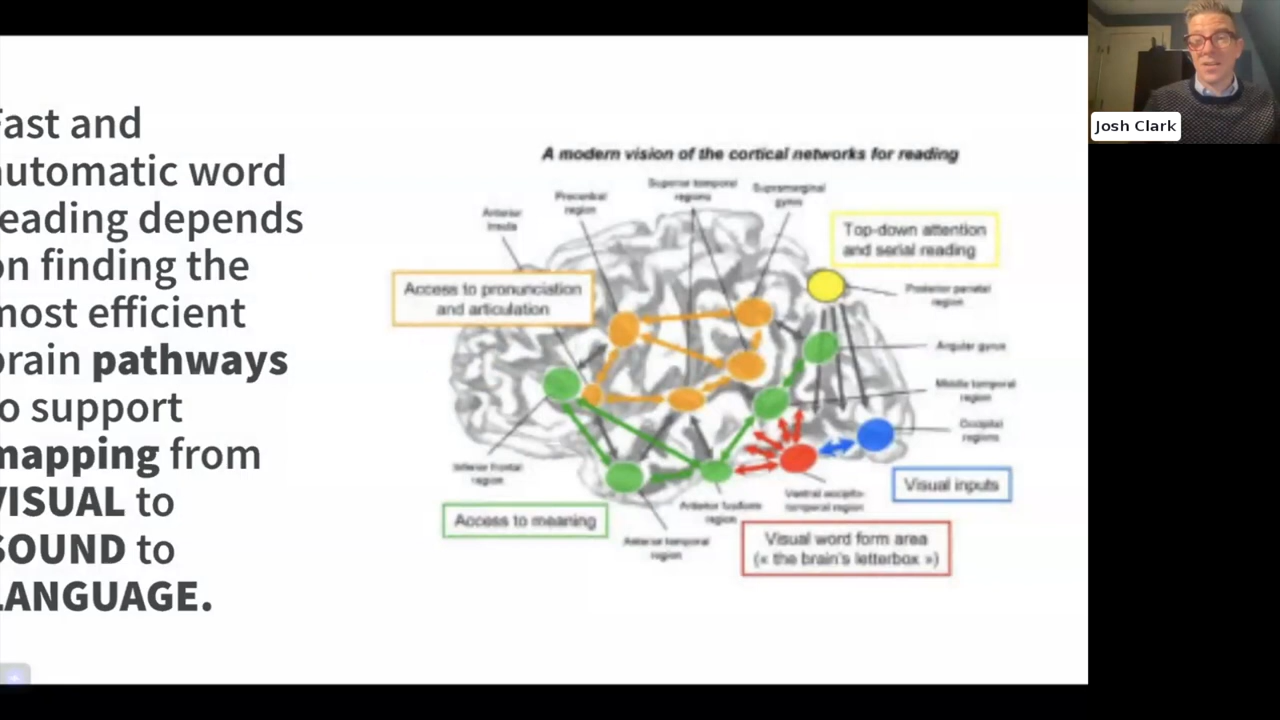 Fast and
automatic word
reading depends
on finding the
most efficient
brain pathways
to support
mapping from
VISUAL to
SOUND to
LANGUAGE.
A modern vision of the cortical networks for reading
Superior temporal
regions
Supramarginal
gyrus
Precentral
region
Anterior
insula
Top-down attention
and serial reading
Access to pronunciation
and articulation
Posterior parietal
region
Angular gyrus
Middle temporal
region
Occipital
regions
Inferior frontal
region
Visual inputs
Access to meaning
Anterior fusiform
region
Ventral occipito-
temporal region
Anterior temporal
region
Visual word form area
(« the brain's letterbox »)
Josh Clark